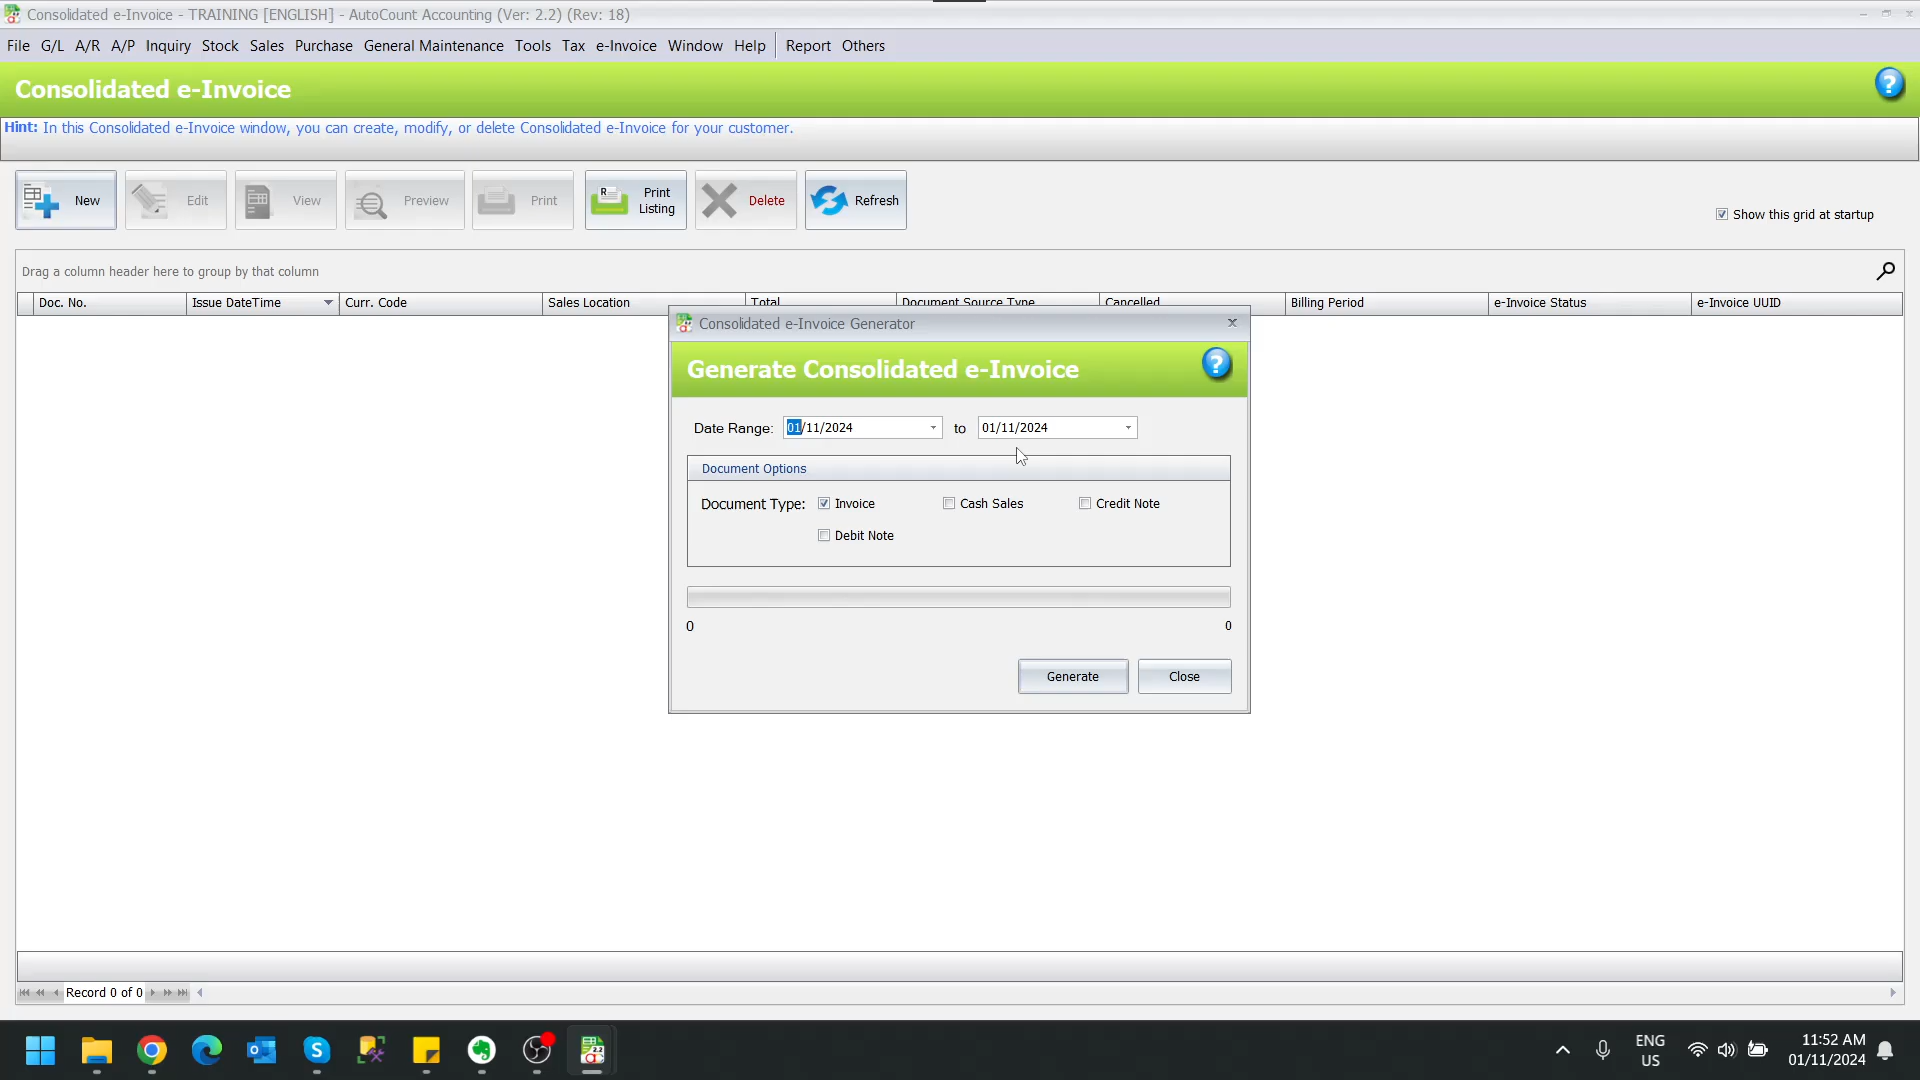 Consolidated e-Invoice - TRAINING [ENGLISH] - AutoCount Accounting (Ver: 2.2) (Rev: 18)
File G/L A/R A/P Inquiry Stock Sales Purchase General Maintenance Tools Tax e-Invoice Window Help Report Others
Consolidated e-Invoice
Hint: In this Consolidated e-Invoice window, you can create, modify, or delete Consolidated e-Invoice for your customer.
New Edit View Preview Print Print Listing Delete Refresh
Show this grid at startup
Drag a column header here to group by that column
Doc. No. Issue DateTime Curr. Code Sales Location Total Document Source Type Cancelled Billing Period e-Invoice Status e-Invoice UUID
Consolidated e-Invoice Generator
Generate Consolidated e-Invoice
Date Range: 01/11/2024 to 01/11/2024
Document Options
Document Type: Invoice Cash Sales Credit Note
Debit Note
0 0
Generate Close
Record 0 of 0
ENG
US
11:52 AM
01/11/2024